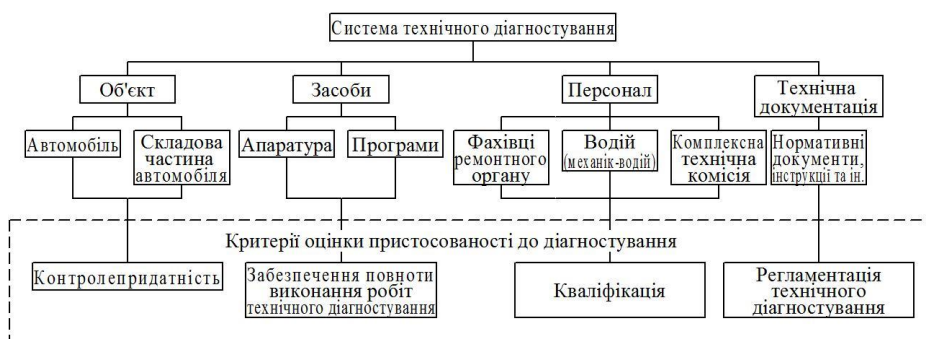 Система технічного діагностування
Об'єкт
Засоби
Персонал
Технічна
документація
Автомобіль
Складова
частина
автомобіля
Апаратура
Програми
Фахівці
ремонтного
органу
Водій
(механік-водій)
Комплексна
технічна
комісія
Нормативні
документи,
інструкції та ін.
Критерії оцінки пристосованості до діагностування
Контролепридатність
Забезпечення повноти
виконання робіт
технічного діагностування
Кваліфікація
Регламентація
технічного
діагностування